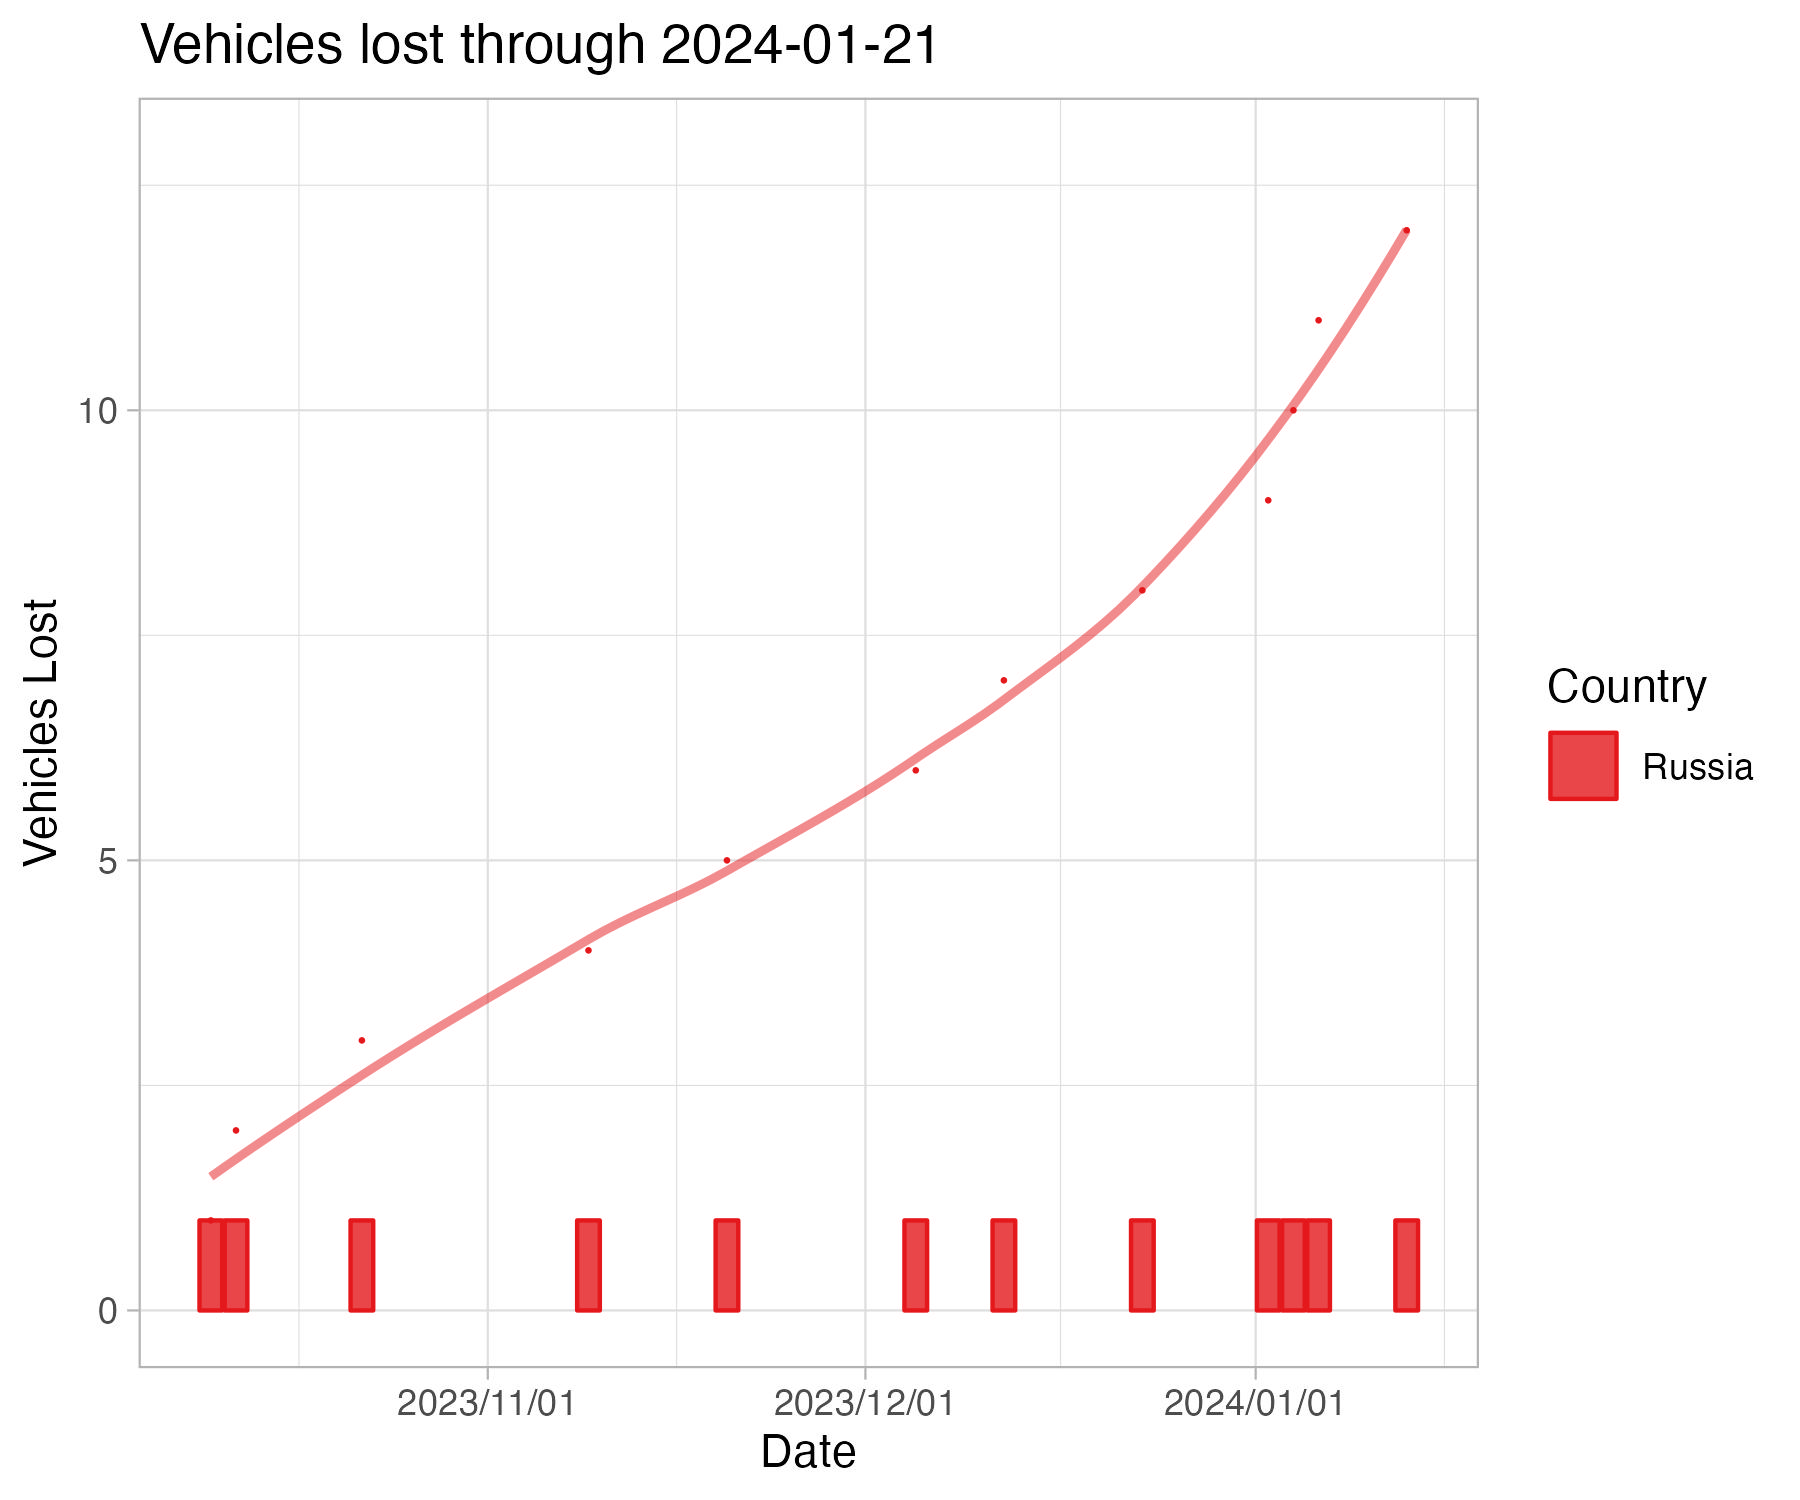 Vehicles lost through 2024-01-21
Vehicles Lost
10
5
0
2023/11/01
2023/12/01
2024/01/01
Date
Country
Russia